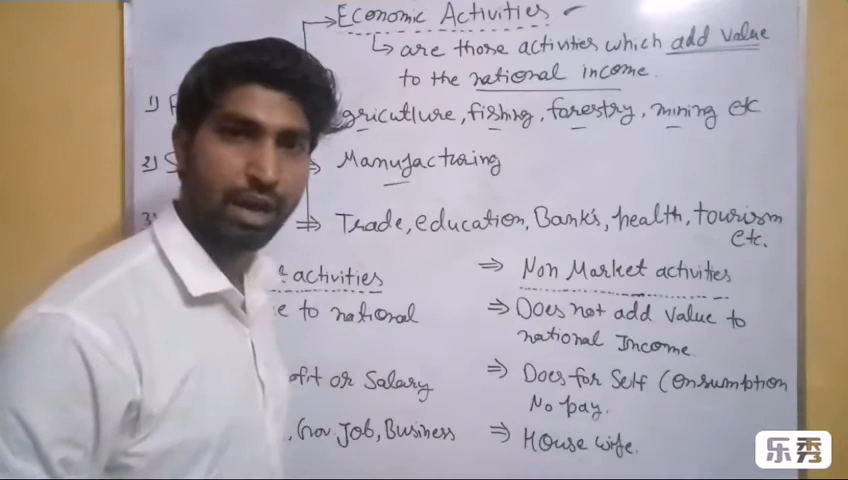 Economic Activities
are those activities which add value
to the national income.
1) agricutlure, fishing, forestry, mining etc
2) S Manufacturing
3) Trade, education, Banks, health, tourism
etc.
activities Non Market activities
to national Does not add value to
national Income.
or Salary Does for Self Consumption
No pay.
Gov Job, Business House wife.
乐秀